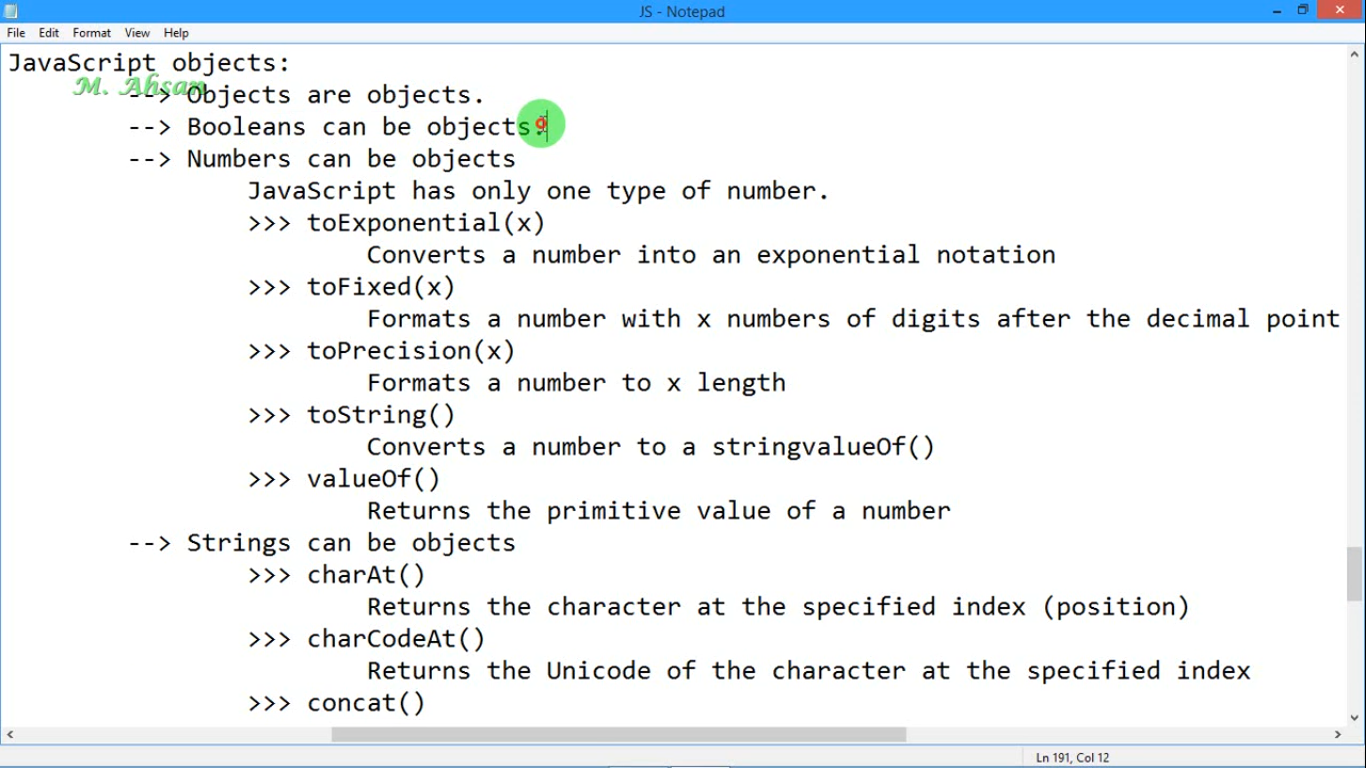 JS - Notepad
File Edit Format View Help
JavaScript objects:
M. Ahsan
--> Objects are objects.
--> Booleans can be objects.
--> Numbers can be objects
JavaScript has only one type of number.
>>> toExponential(x)
Converts a number into an exponential notation
>>> toFixed(x)
Formats a number with x numbers of digits after the decimal point
>>> toPrecision(x)
Formats a number to x length
>>> toString()
Converts a number to a stringvalueOf()
>>> valueOf()
Returns the primitive value of a number
--> Strings can be objects
>>> charAt()
Returns the character at the specified index (position)
>>> charCodeAt()
Returns the Unicode of the character at the specified index
>>> concat()
Ln 191, Col 12